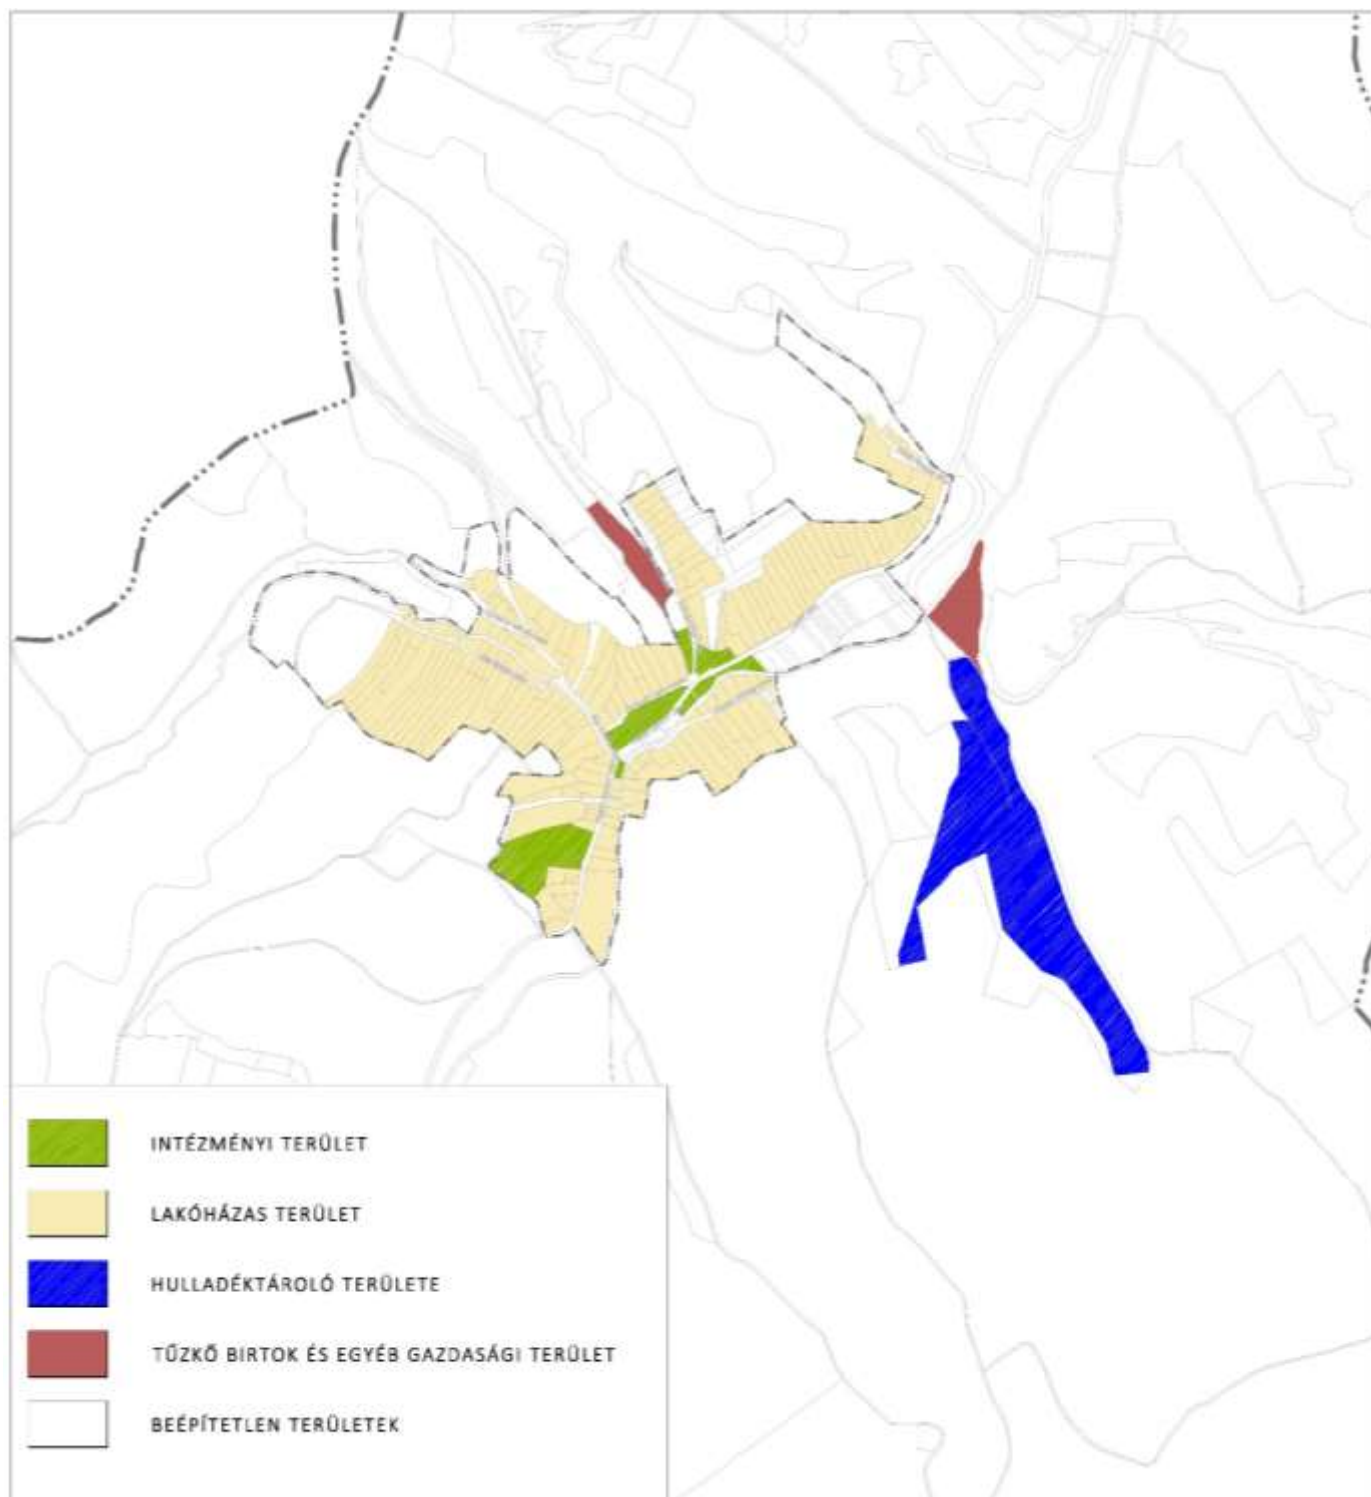 INTÉZMÉNYI TERÜLET
LAKÓHÁZAS TERÜLET
HULLADÉKTÁROLÓ TERÜLETE
TŰZKŐ BIRTOK ÉS EGYÉB GAZDASÁGI TERÜLET
BEÉPÍTETLEN TERÜLETEK